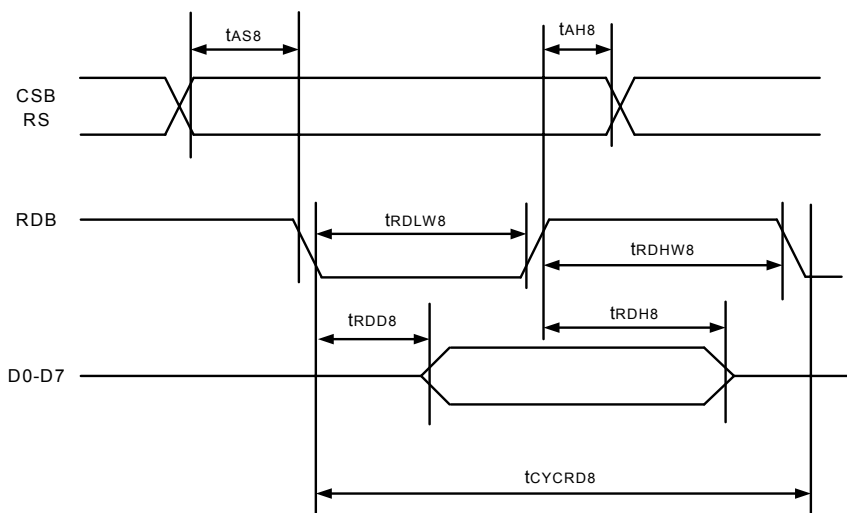 tAS8
tAH8
CSB
RS
RDB
tRDLW8
tRDHW8
tRDD8
tRDH8
D0-D7
tCYCRD8